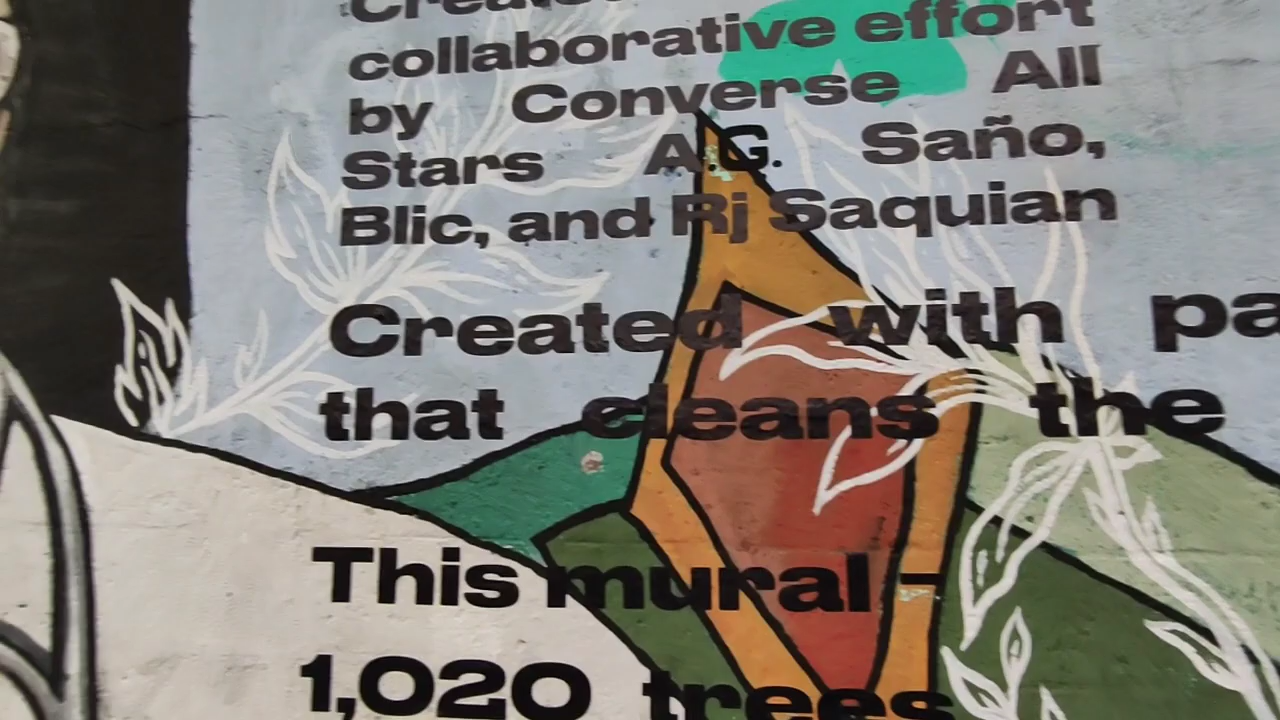 collaborative effort
by Converse All
Stars A.G. Saño,
Blic, and Rj Saquian
Created with
that cleans the
This mural -
1,020 trees